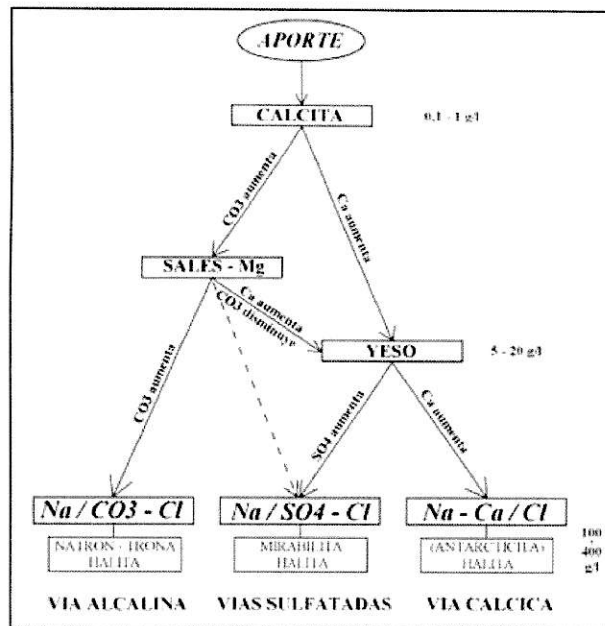 APORTE
CALCITA
0,1 - 1 g/l
CO3 aumenta
Ca aumenta
SALES - Mg
Ca aumenta
CO3 disminuye
YESO
5 - 20 g/l
CO3 aumenta
SO4 aumenta
Ca aumenta
Na / CO3 - Cl
Na / SO4 - Cl
Na - Ca / Cl
NATRON - TRONA
HALITA
MIRABILITA
HALITA
(ANTARCTICITA)
HALITA
100
-
400
g/l
VIA ALCALINA
VIAS SULFATADAS
VIA CALCICA